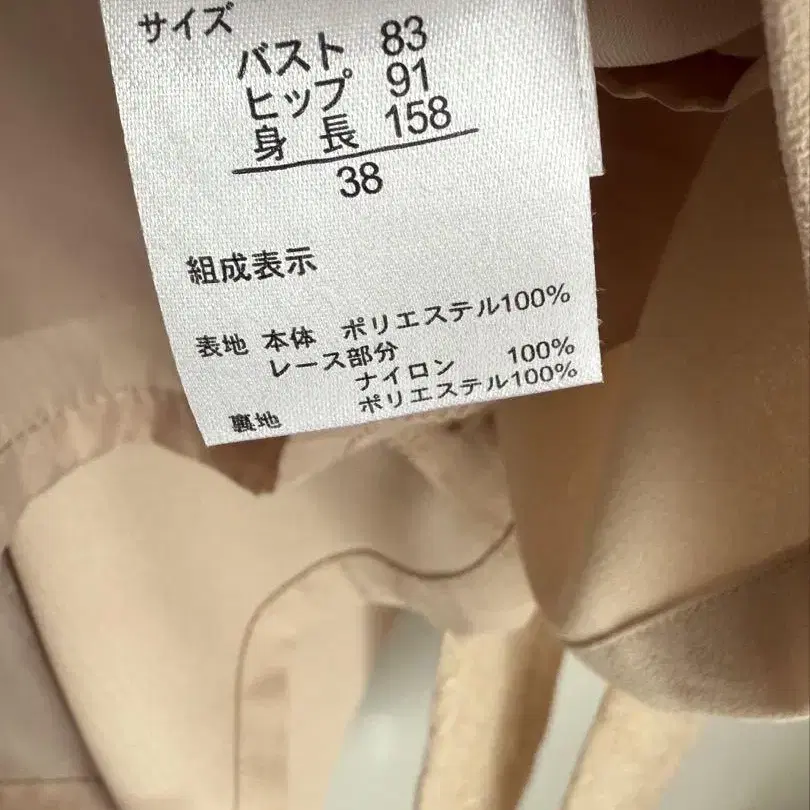 サイズ
バスト 83
ヒップ 91
身 長 158
38
組成表示
表地 本体 ポリエステル100%
レース部分
ナイロン 100%
裏地 ポリエステル100%